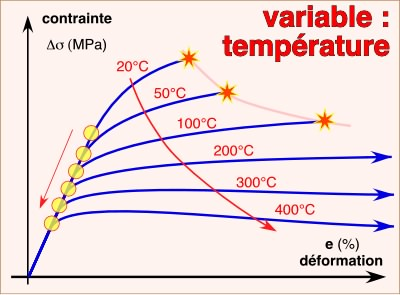 variable :
température
contrainte
Δσ (MPa)
20°C
50°C
100°C
200°C
300°C
400°C
e (%)
déformation